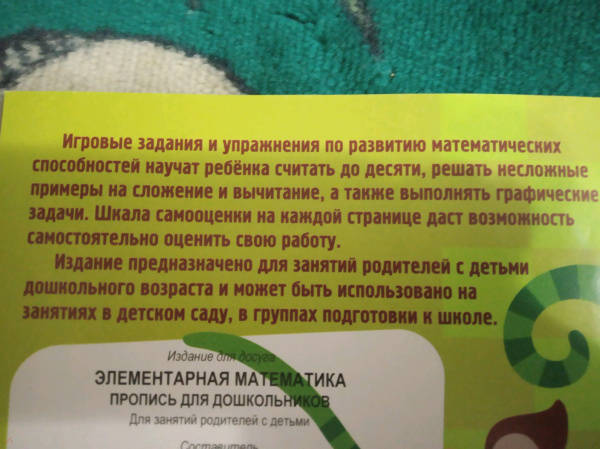 Игровые задания и упражнения по развитию математических
способностей научат ребёнка считать до десяти, решать несложные
примеры на сложение и вычитание, а также выполнять графические
задачи. Шкала самооценки на каждой странице даст возможность
самостоятельно оценить свою работу.
Издание предназначено для занятий родителей с детьми
дошкольного возраста и может быть использовано на
занятиях в детском саду, в группах подготовки к школе.
Издание для досуга
ЭЛЕМЕНТАРНАЯ МАТЕМАТИКА
ПРОПИСЬ ДЛЯ ДОШКОЛЬНИКОВ
Для занятий родителей с детьми
Составитель